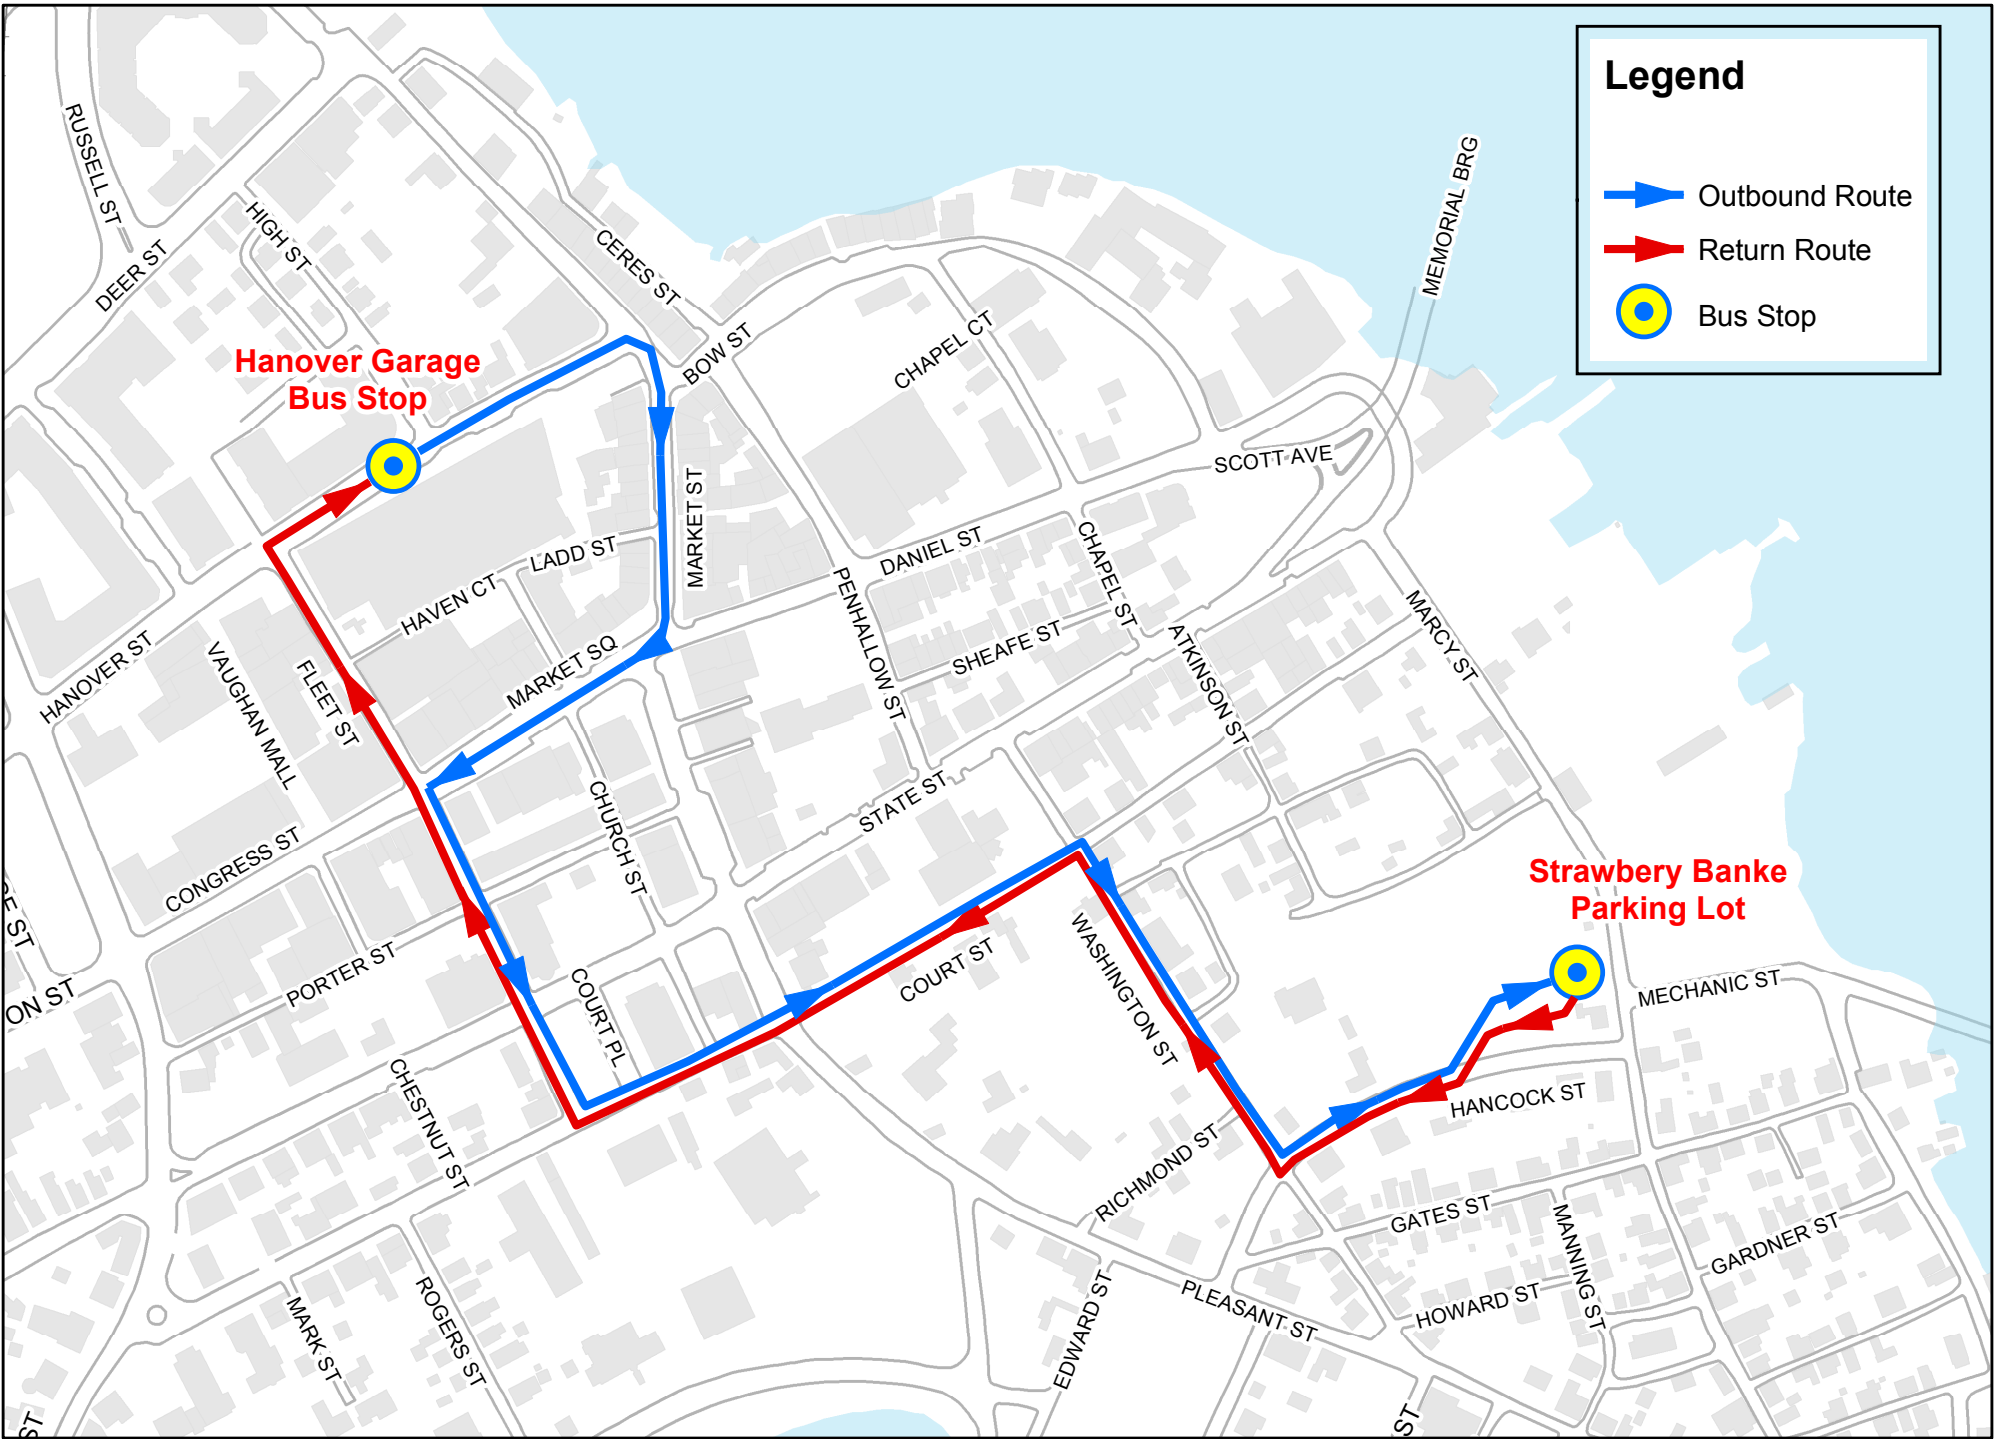 Legend
Outbound Route
Return Route
Bus Stop
RUSSELL ST
DEER ST
HIGH ST
CERES ST
BOW ST
CHAPEL CT
MEMORIAL BRG
SCOTT AVE
Hanover Garage
Bus Stop
MARKET ST
LADD ST
HAVEN CT
DANIEL ST
CHAPEL ST
PENHALLOW ST
SHEAFE ST
ATKINSON ST
MARCY ST
HANOVER ST
VAUGHAN MALL
FLEET ST
MARKET SQ
STATE ST
CHURCH ST
CONGRESS ST
Strawbery Banke
Parking Lot
PORTER ST
COURT PL
COURT ST
WASHINGTON ST
MECHANIC ST
ON ST
CHESTNUT ST
HANCOCK ST
RICHMOND ST
GATES ST
MANNING ST
GARDNER ST
HOWARD ST
PLEASANT ST
EDWARD ST
ROGERS ST
MARK ST
ST
ST